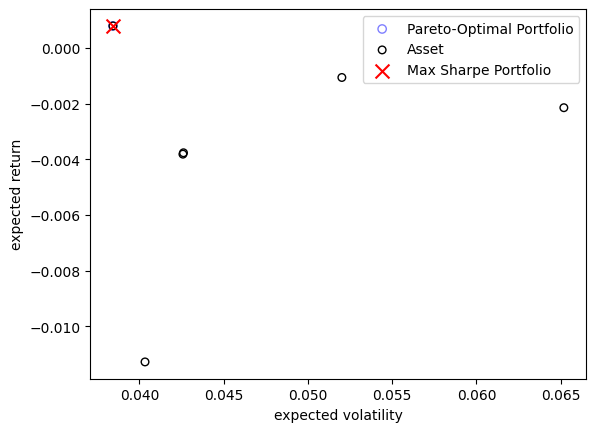 Pareto-Optimal Portfolio
Asset
Max Sharpe Portfolio
0.000
−0.002
−0.004
−0.006
−0.008
−0.010
expected return
0.040 0.045 0.050 0.055 0.060 0.065
expected volatility